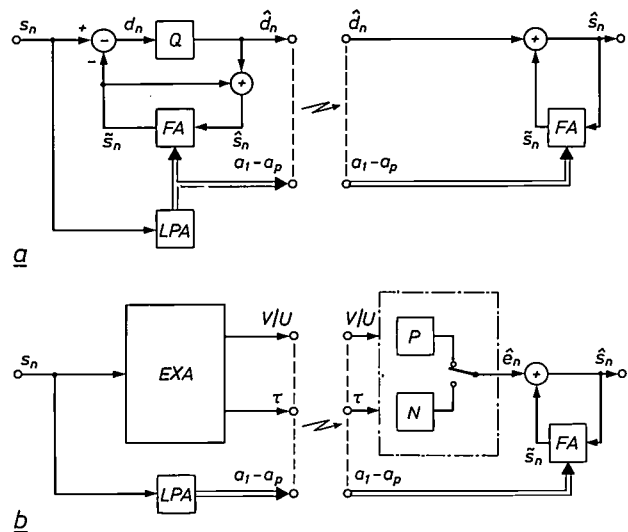 s_n + − d_n Q d̂_n d̂_n + ŝ_n
− +
s̃_n FA ŝ_n s̃_n FA
a_1 − a_p a_1 − a_p
LPA
a
V/U V/U P
s_n EXA ê_n + ŝ_n
τ τ N
s̃_n FA
LPA a_1 − a_p a_1 − a_p
b